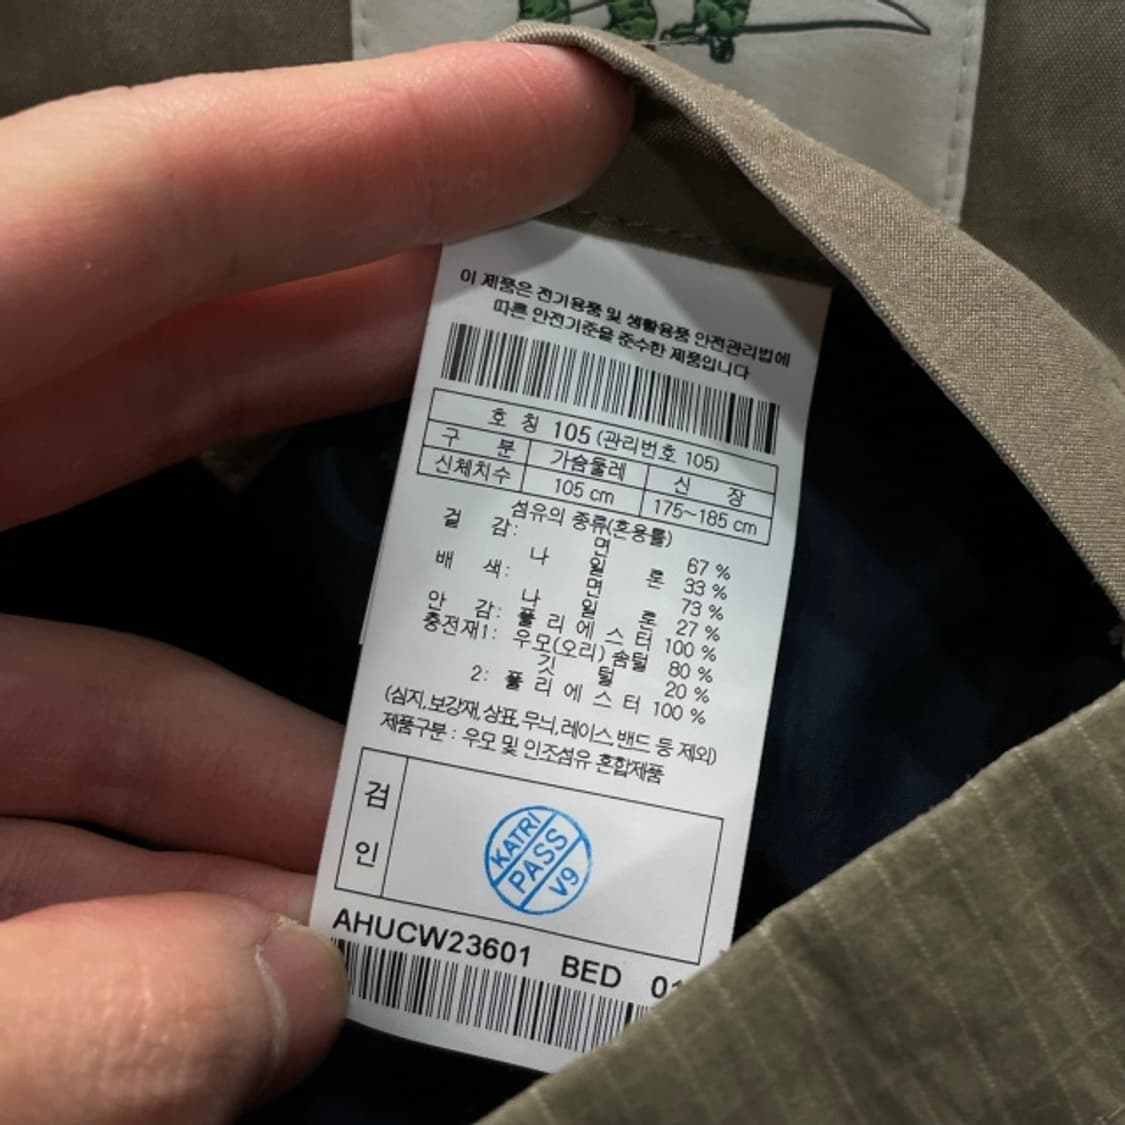 이 제품은 전기용품 및 생활용품 안전관리법에
따른 안전기준을 준수한 제품입니다
호 칭 105 (관리번호 105)
구 분 가슴둘레 신 장
신체치수 105 cm 175~185 cm
섬유의 종류(혼용률)
겉 감: 면 67 %
나 일 론 33 %
배 색: 면 73 %
나 일 론 27 %
안 감: 폴 리 에 스 터 100 %
충전재1: 우모(오리) 솜털 80 %
깃 털 20 %
2: 폴 리 에 스 터 100 %
(심지,보강재,상표,무늬,레이스,밴드 등 제외)
제품구분 : 우모 및 인조섬유 혼합제품
검 인
KATRI
PASS
V9
AHUCW23601 BED